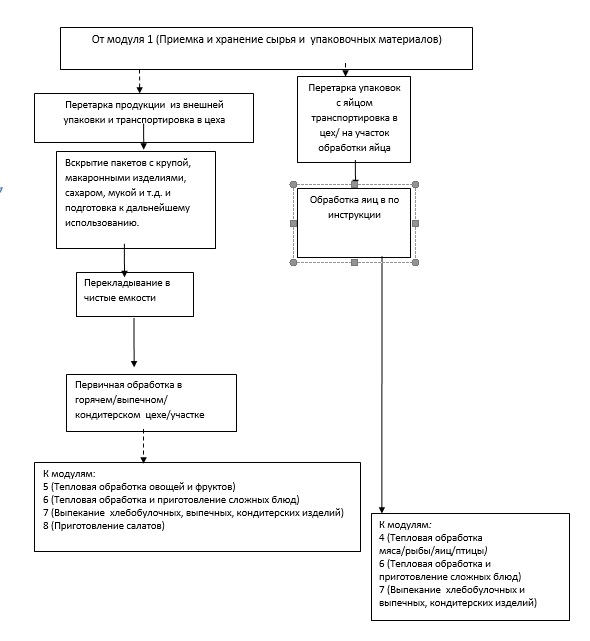 От модуля 1 (Приемка и хранение сырья и упаковочных материалов)
Перетарка продукции из внешней
упаковки и транспортировка в цеха
Вскрытие пакетов с крупой,
макаронными изделиями,
сахаром, мукой и т.д. и
подготовка к дальнейшему
использованию.
Перекладывание в
чистые емкости
Первичная обработка в
горячем/выпечном/
кондитерском цехе/участке
К модулям:
5 (Тепловая обработка овощей и фруктов)
6 (Тепловая обработка и приготовление сложных блюд)
7 (Выпекание хлебобулочных, выпечных, кондитерских изделий)
8 (Приготовление салатов)
Перетарка упаковок
с яйцом
транспортировка в
цех/ на участок
обработки яйца
Обработка яиц в по
инструкции
К модулям:
4 (Тепловая обработка
мяса/рыбы/яиц/птицы)
6 (Тепловая обработка и
приготовление сложных блюд)
7 (Выпекание хлебобулочных и
выпечных, кондитерских изделий)